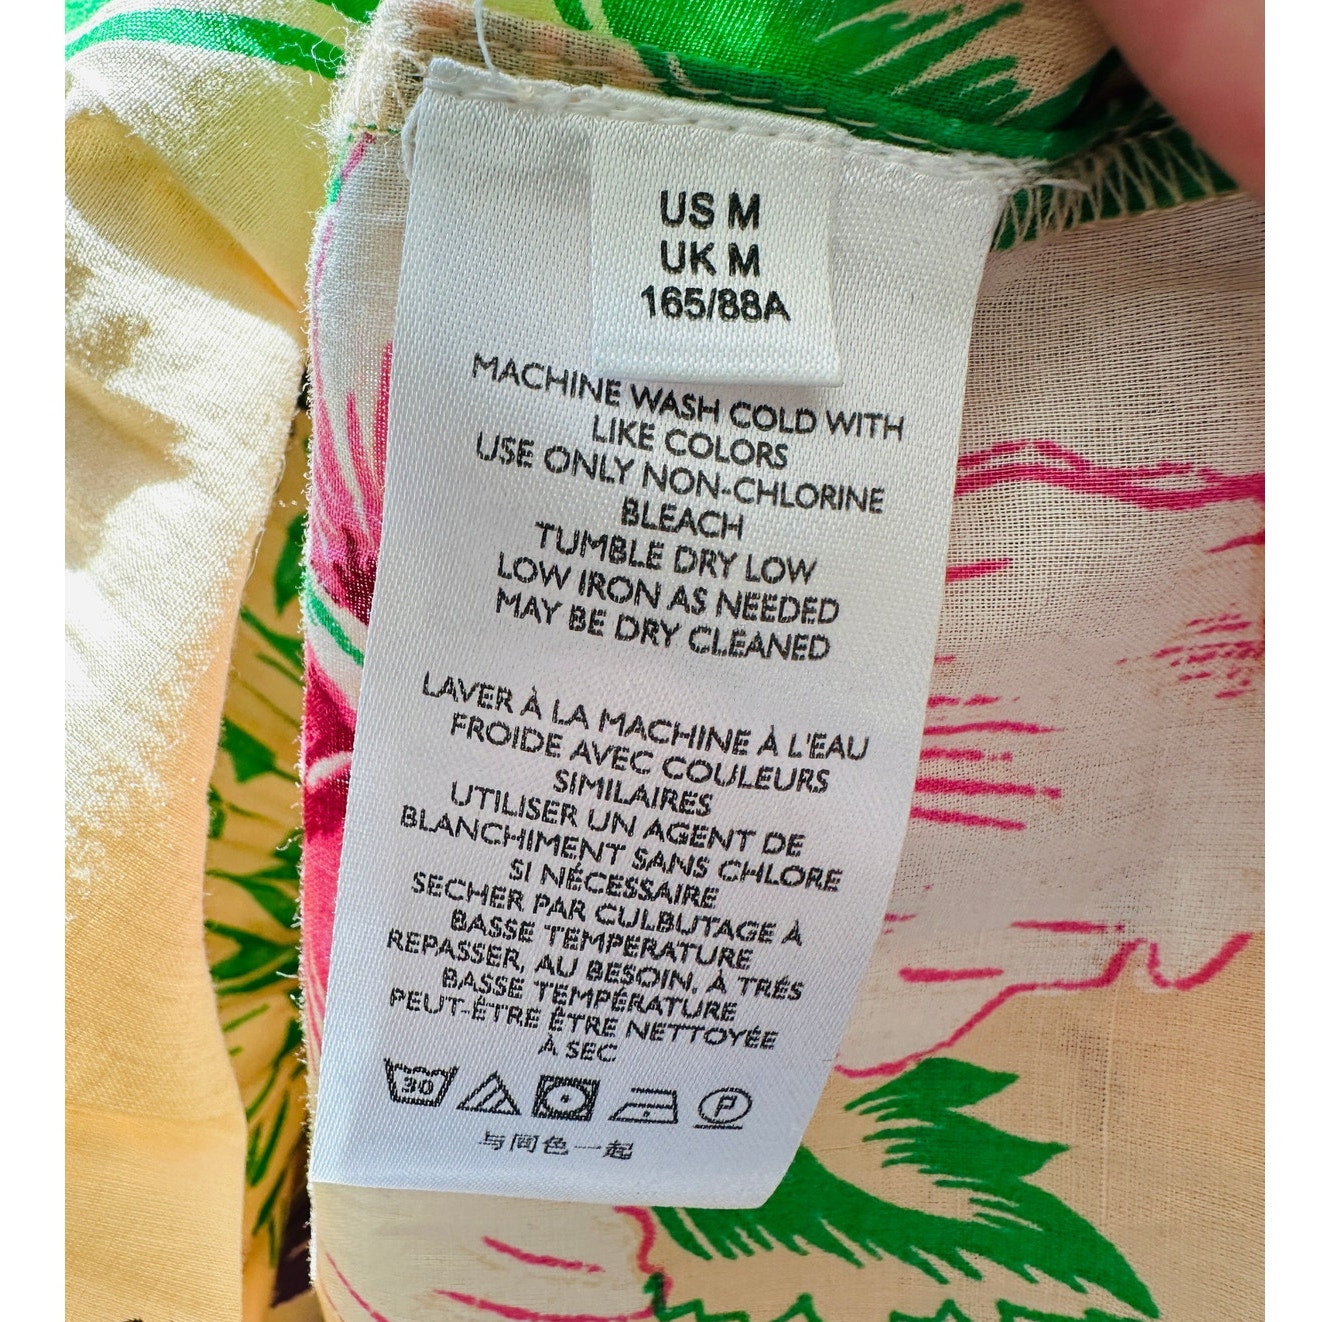 US M
UK M
165/88A
MACHINE WASH COLD WITH
LIKE COLORS
USE ONLY NON-CHLORINE
BLEACH
TUMBLE DRY LOW
LOW IRON AS NEEDED
MAY BE DRY CLEANED
LAVER À LA MACHINE À L'EAU
FROIDE AVEC COULEURS
SIMILAIRES
UTILISER UN AGENT DE
BLANCHIMENT SANS CHLORE
SI NÉCESSAIRE
SECHER PAR CULBUTAGE À
BASSE TEMPERATURE
REPASSER, AU BESOIN, À TRÉS
BASSE TEMPÉRATURE
PEUT-ÊTRE ÊTRE NETTOYÉE
À SEC
30 P
与同色一起